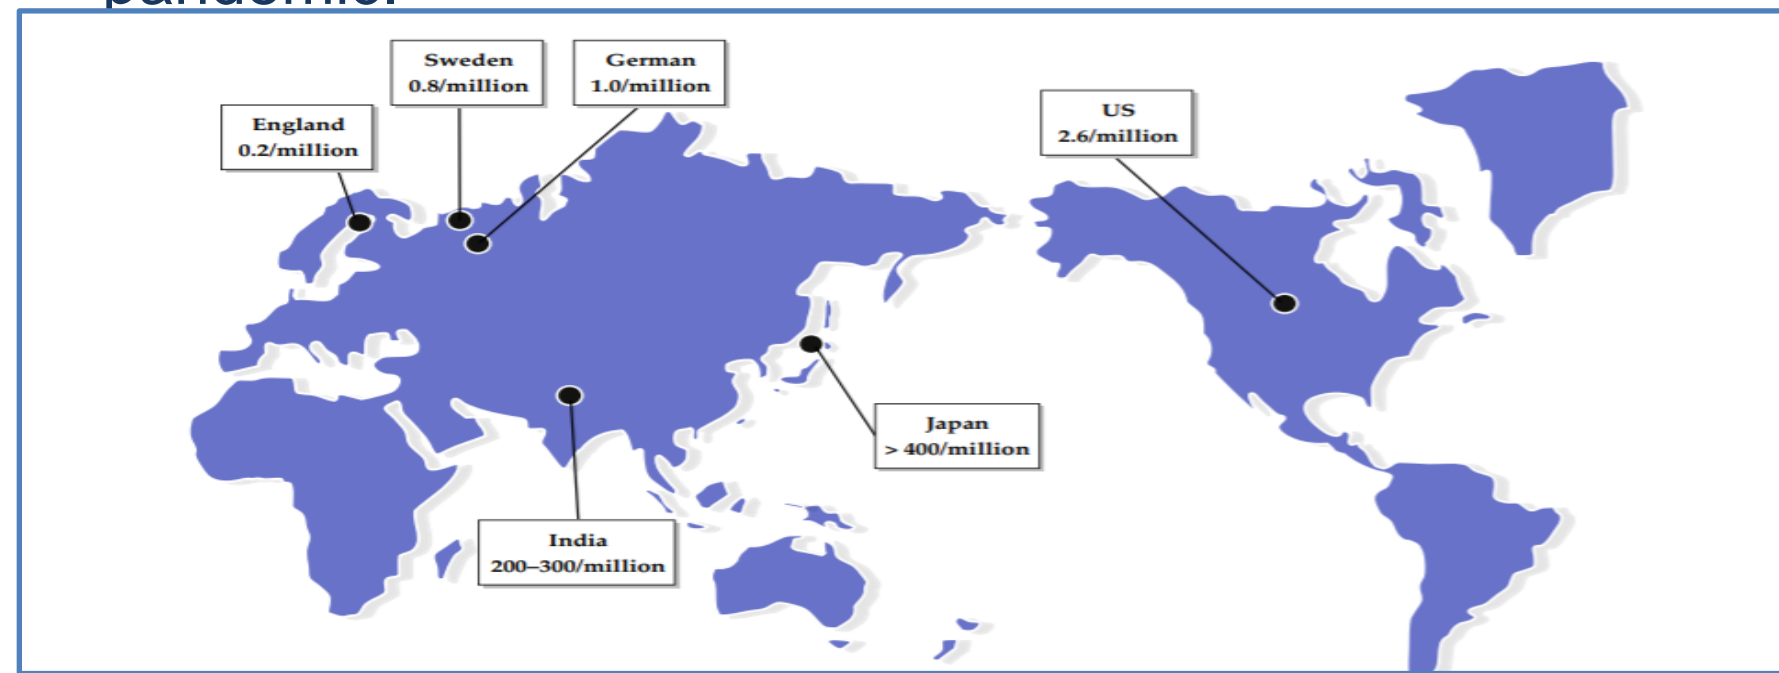 pandemic.
Sweden
0.8/million
German
1.0/million
England
0.2/million
US
2.6/million
Japan
> 400/million
India
200–300/million